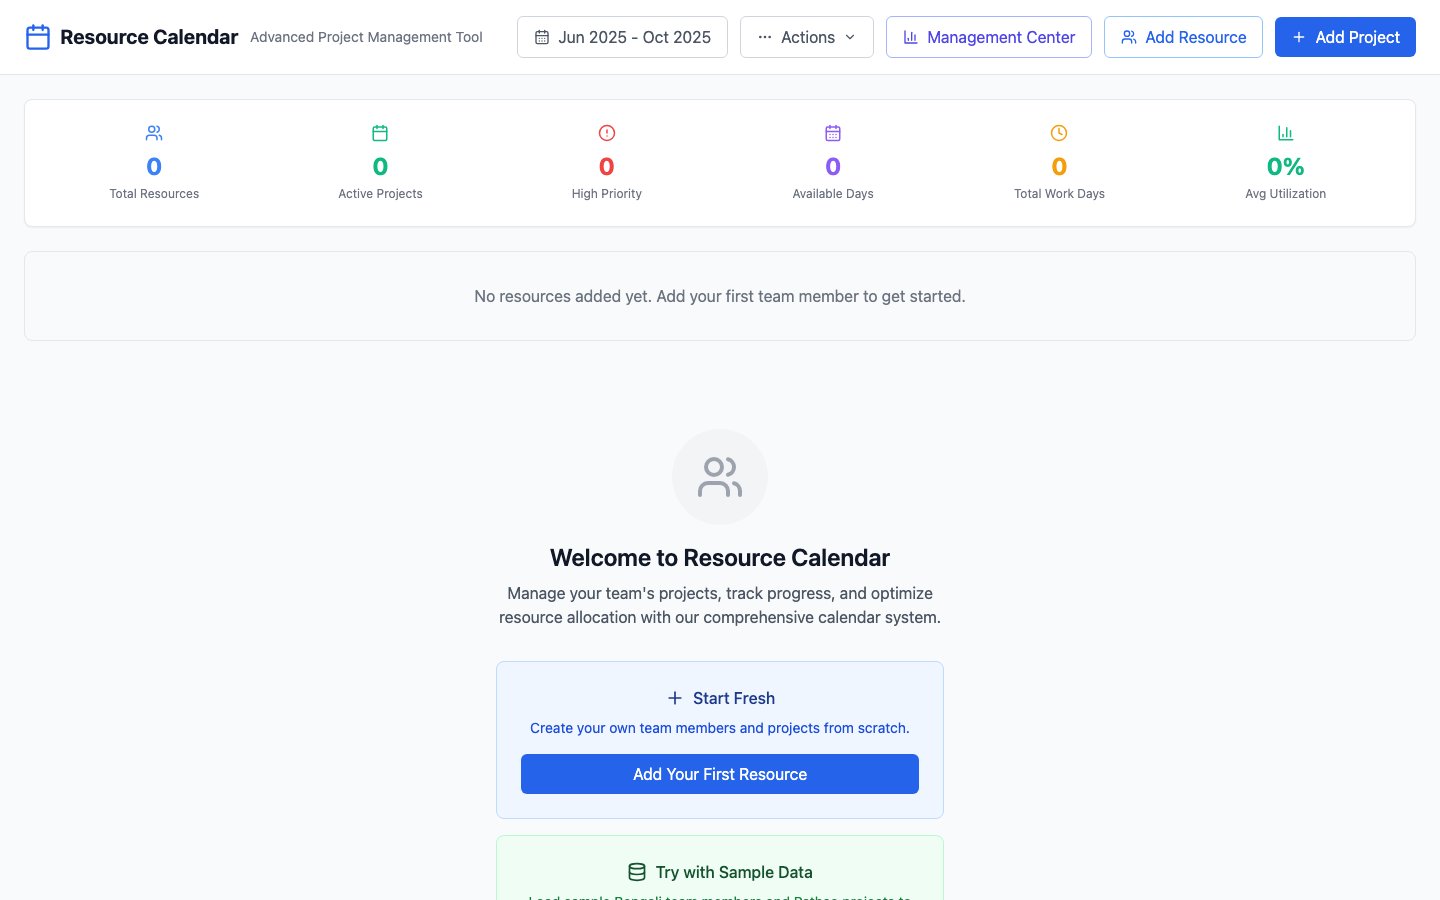 Resource Calendar Advanced Project Management Tool Jun 2025 - Oct 2025 Actions Management Center Add Resource Add Project
0 0 0 0 0 0%
Total Resources Active Projects High Priority Available Days Total Work Days Avg Utilization
No resources added yet. Add your first team member to get started.
Welcome to Resource Calendar
Manage your team's projects, track progress, and optimize
resource allocation with our comprehensive calendar system.
Start Fresh
Create your own team members and projects from scratch.
Add Your First Resource
Try with Sample Data